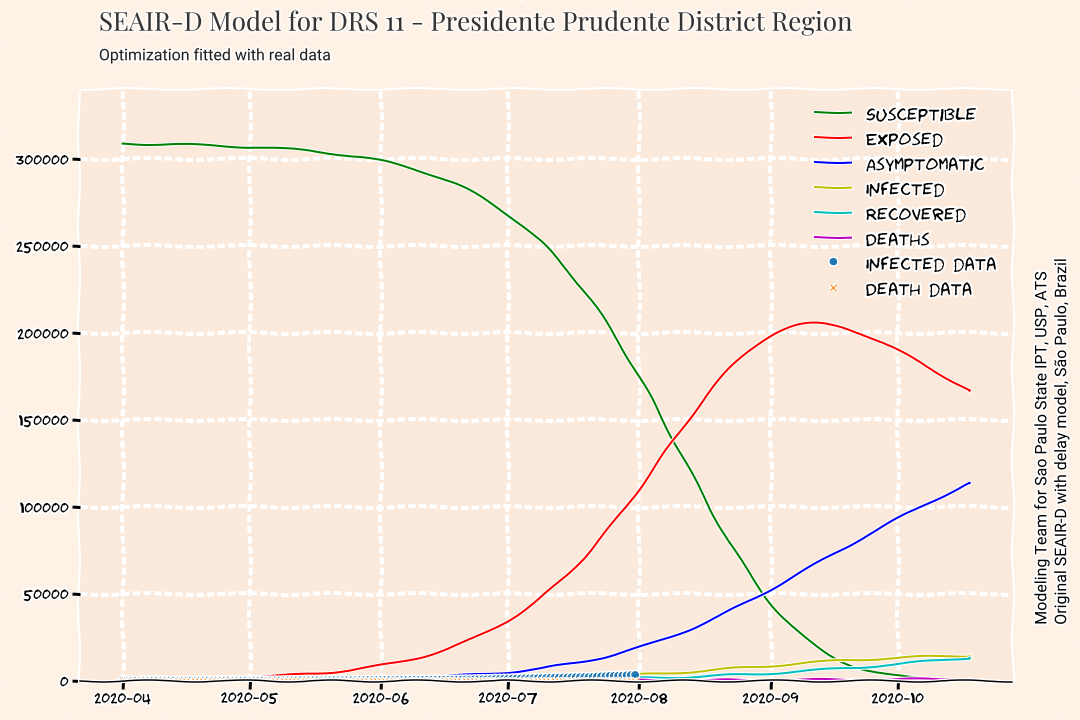 SEAIR-D Model for DRS 11 - Presidente Prudente District Region
Optimization fitted with real data
SUSCEPTIBLE
EXPOSED
ASYMPTOMATIC
INFECTED
RECOVERED
DEATHS
INFECTED DATA
DEATH DATA
300000
250000
200000
150000
100000
50000
0
2020-04
2020-05
2020-06
2020-07
2020-08
2020-09
2020-10
Modeling Team for Sao Paulo State IPT, USP, ATS
Original SEAIR-D with delay model, São Paulo, Brazil